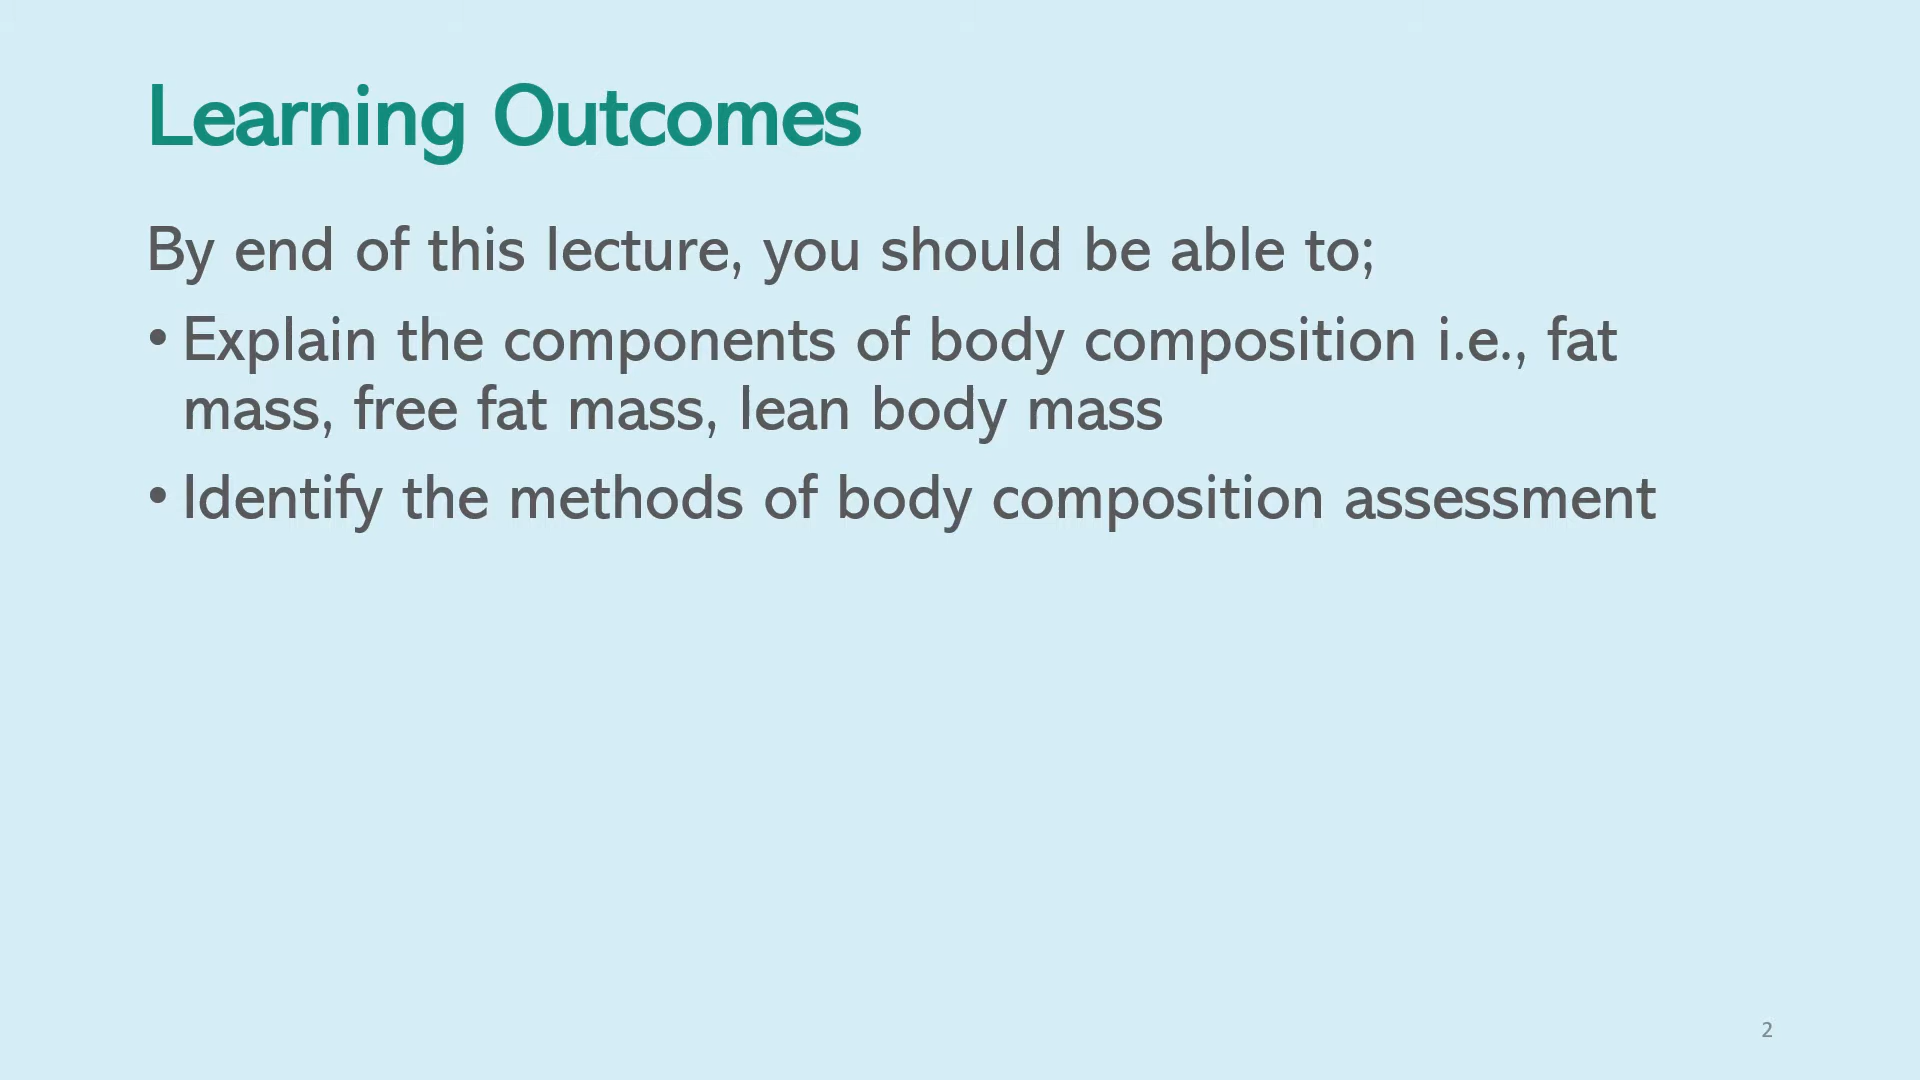 Learning Outcomes
By end of this lecture, you should be able to;
• Explain the components of body composition i.e., fat
mass, free fat mass, lean body mass
• Identify the methods of body composition assessment
2